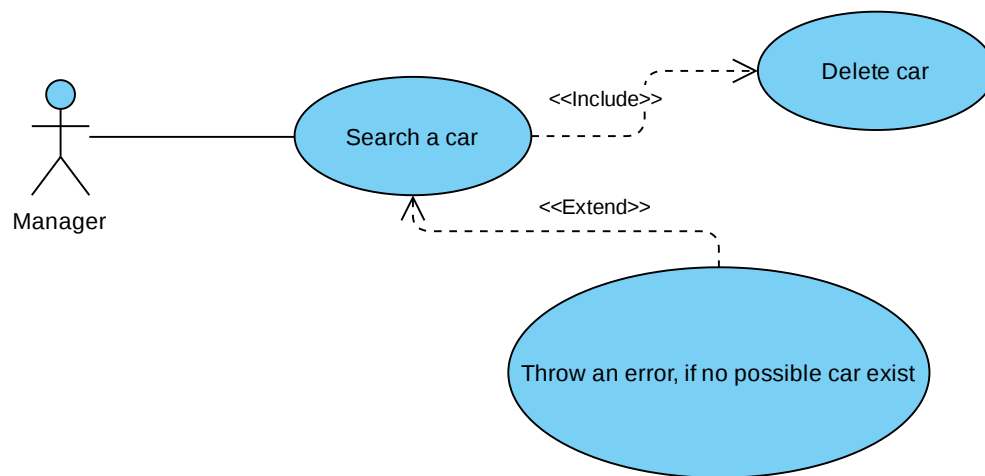 Delete car
<<Include>>
Search a car
Manager
<<Extend>>
Throw an error, if no possible car exist